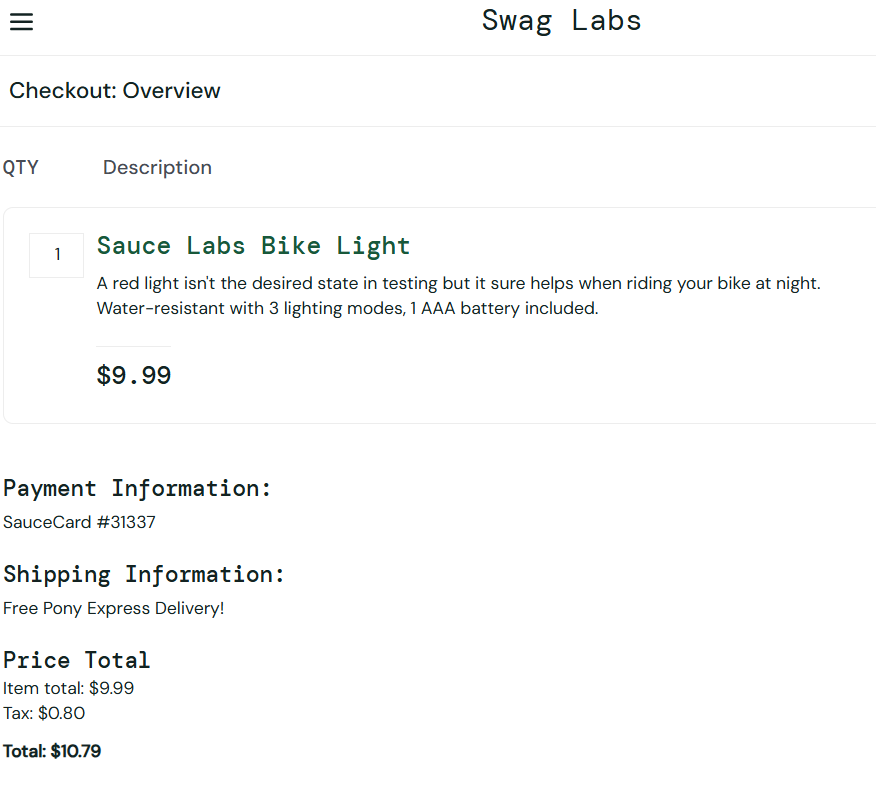 Swag Labs
Checkout: Overview
QTY Description
1
Sauce Labs Bike Light
A red light isn't the desired state in testing but it sure helps when riding your bike at night.
Water-resistant with 3 lighting modes, 1 AAA battery included.
$9.99
Payment Information:
SauceCard #31337
Shipping Information:
Free Pony Express Delivery!
Price Total
Item total: $9.99
Tax: $0.80
Total: $10.79